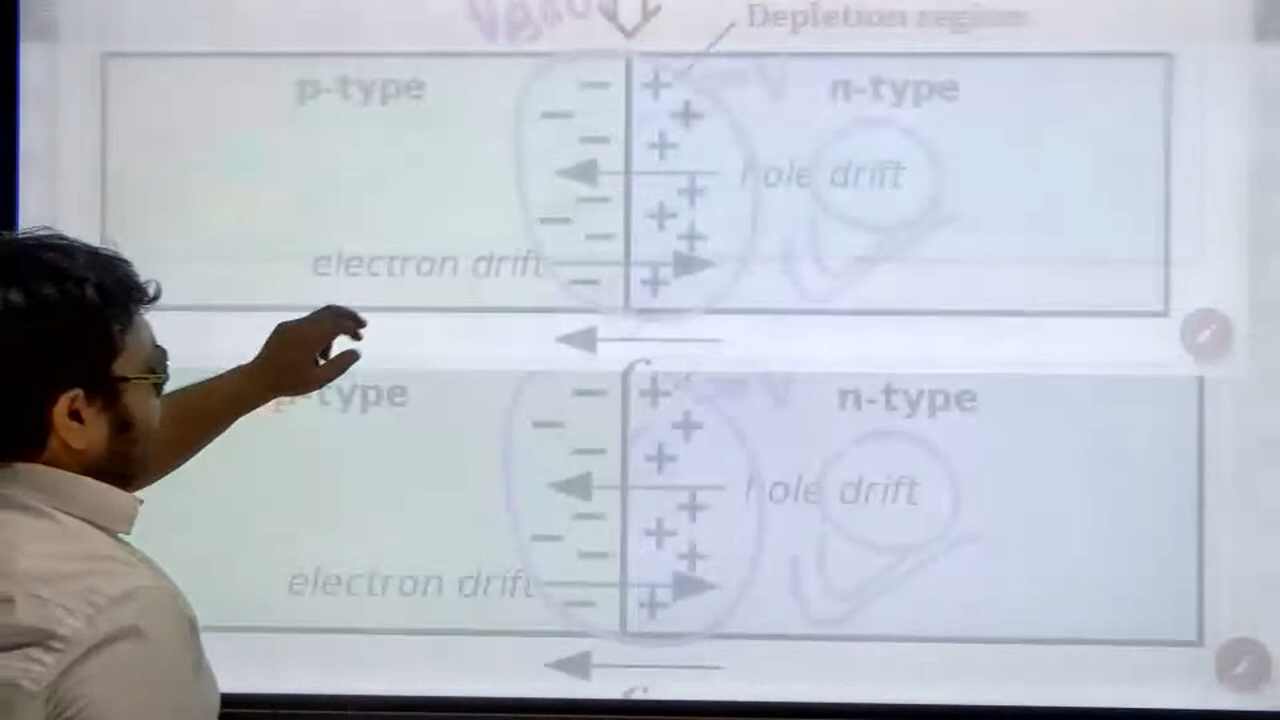 Depletion region
p-type n-type
hole drift
electron drift
p-type n-type
hole drift
electron drift